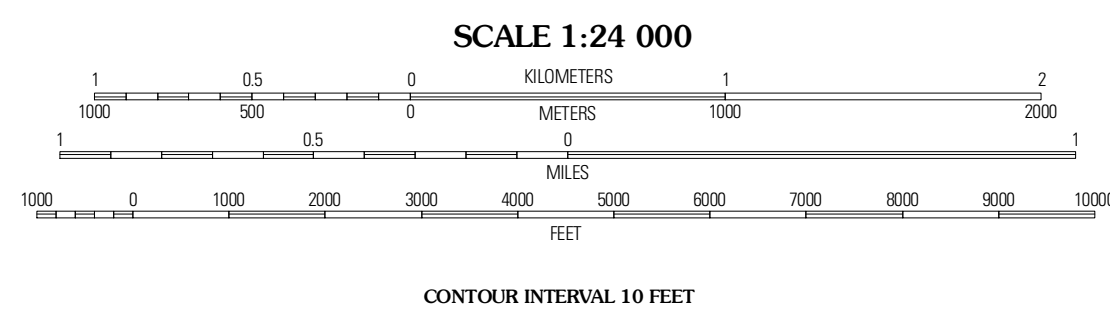 SCALE 1:24 000
1 0.5 0 KILOMETERS 1 2
1000 500 0 METERS 1000 2000
1 0.5 0 1
MILES
1000 0 1000 2000 3000 4000 5000 6000 7000 8000 9000 10000
FEET
CONTOUR INTERVAL 10 FEET